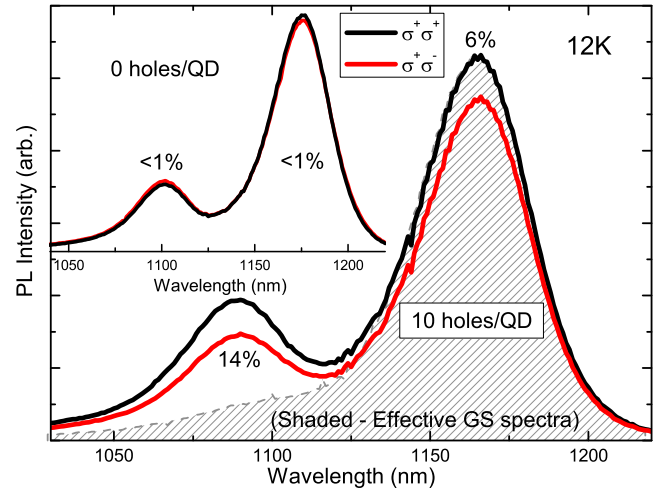 σ⁺σ⁺
σ⁺σ⁻
6%
12K
0 holes/QD
<1%
<1%
1050 1100 1150 1200
Wavelength (nm)
PL Intensity (arb.)
10 holes/QD
14%
(Shaded - Effective GS spectra)
1050 1100 1150 1200
Wavelength (nm)